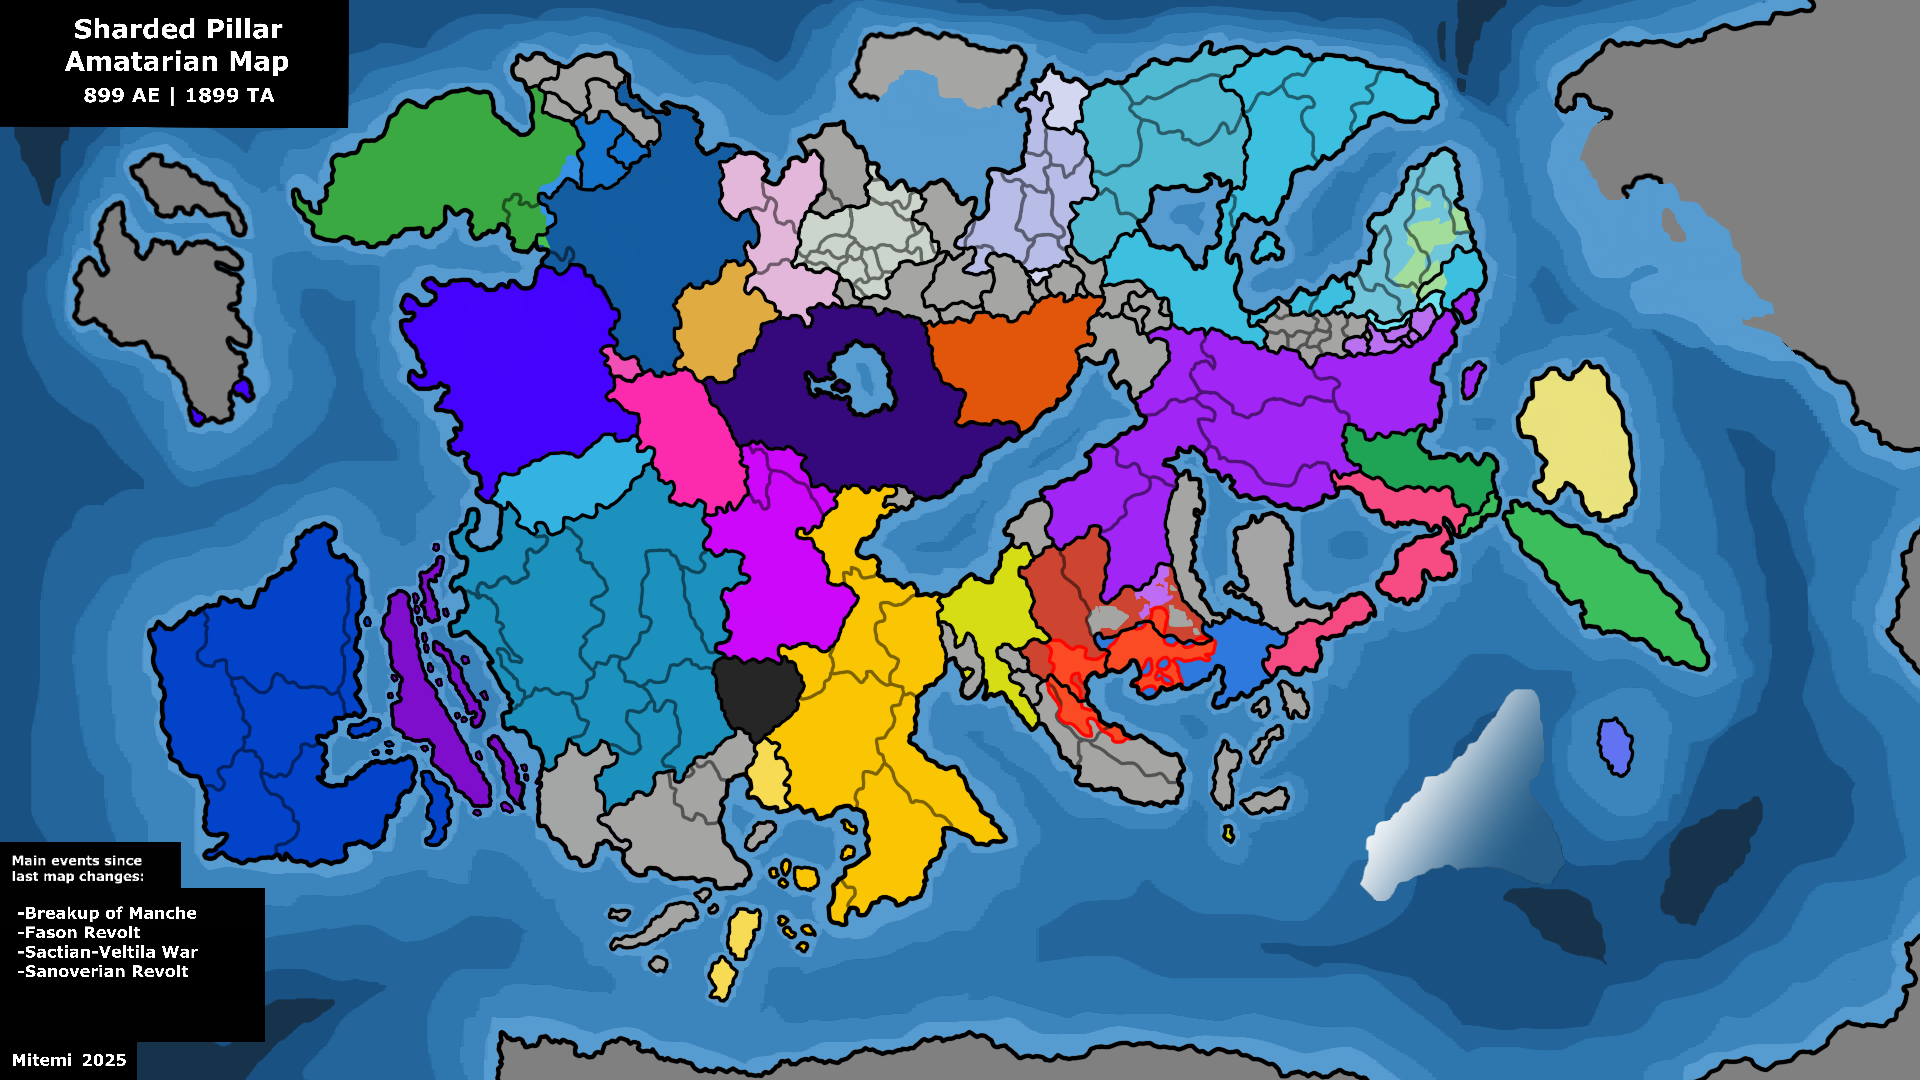 Sharded Pillar
Amatarian Map
899 AE | 1899 TA
Main events since
last map changes:
-Breakup of Manche
-Fason Revolt
-Sactian-Veltila War
-Sanoverian Revolt
Mitemi 2025